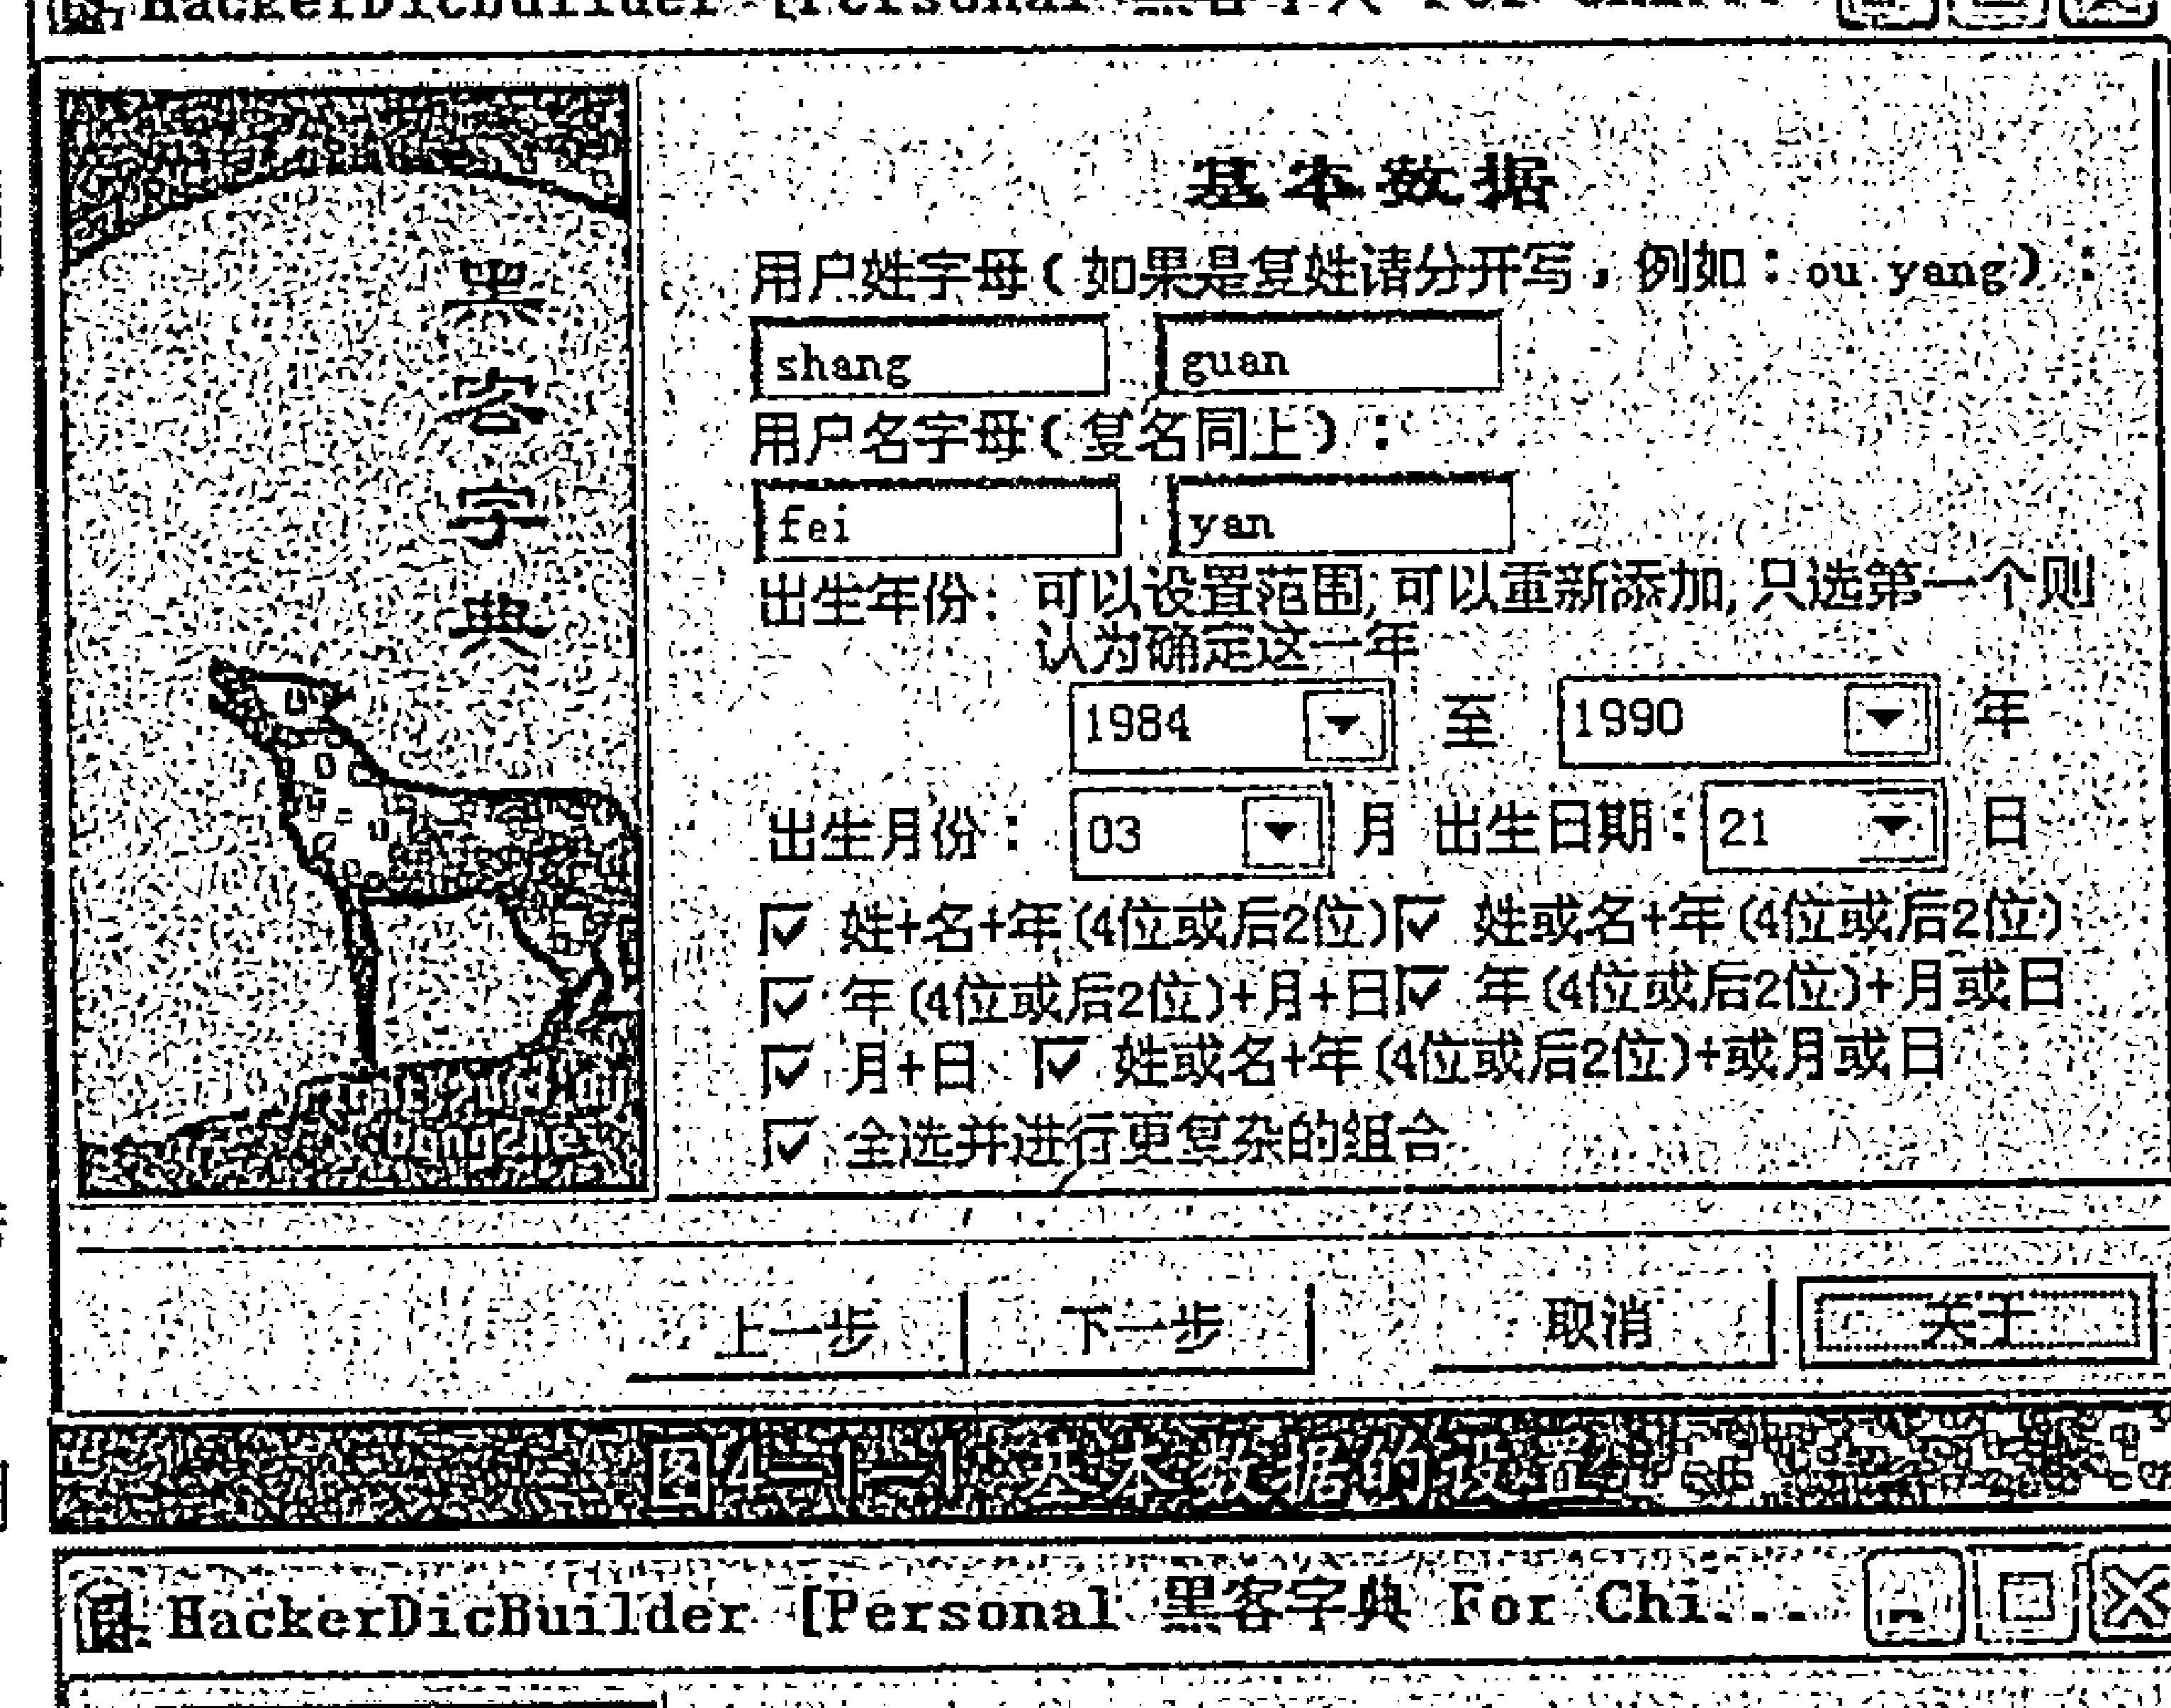 HackerDicBuilder [Personal 黑客字典 For
黑客字典
基本数据
用户姓字母(如果是复姓请分开写，例如：ou yang)：
shang guan
用户名字母(复名同上)：
fei yan
出生年份：可以设置范围,可以重新添加,只选第一个则
认为确定这一年
1984 至 1990 年
出生月份：03 月 出生日期：21 日
姓+名+年(4位或后2位) 姓或名+年(4位或后2位)
年(4位或后2位)+月+日 年(4位或后2位)+月或日
月+日 姓或名+年(4位或后2位)+或月或日
全选并进行更复杂的组合
上一步 下一步 取消 关于
图4-1-1 基本数据的设置
HackerDicBuilder [Personal 黑客字典 For Chi...